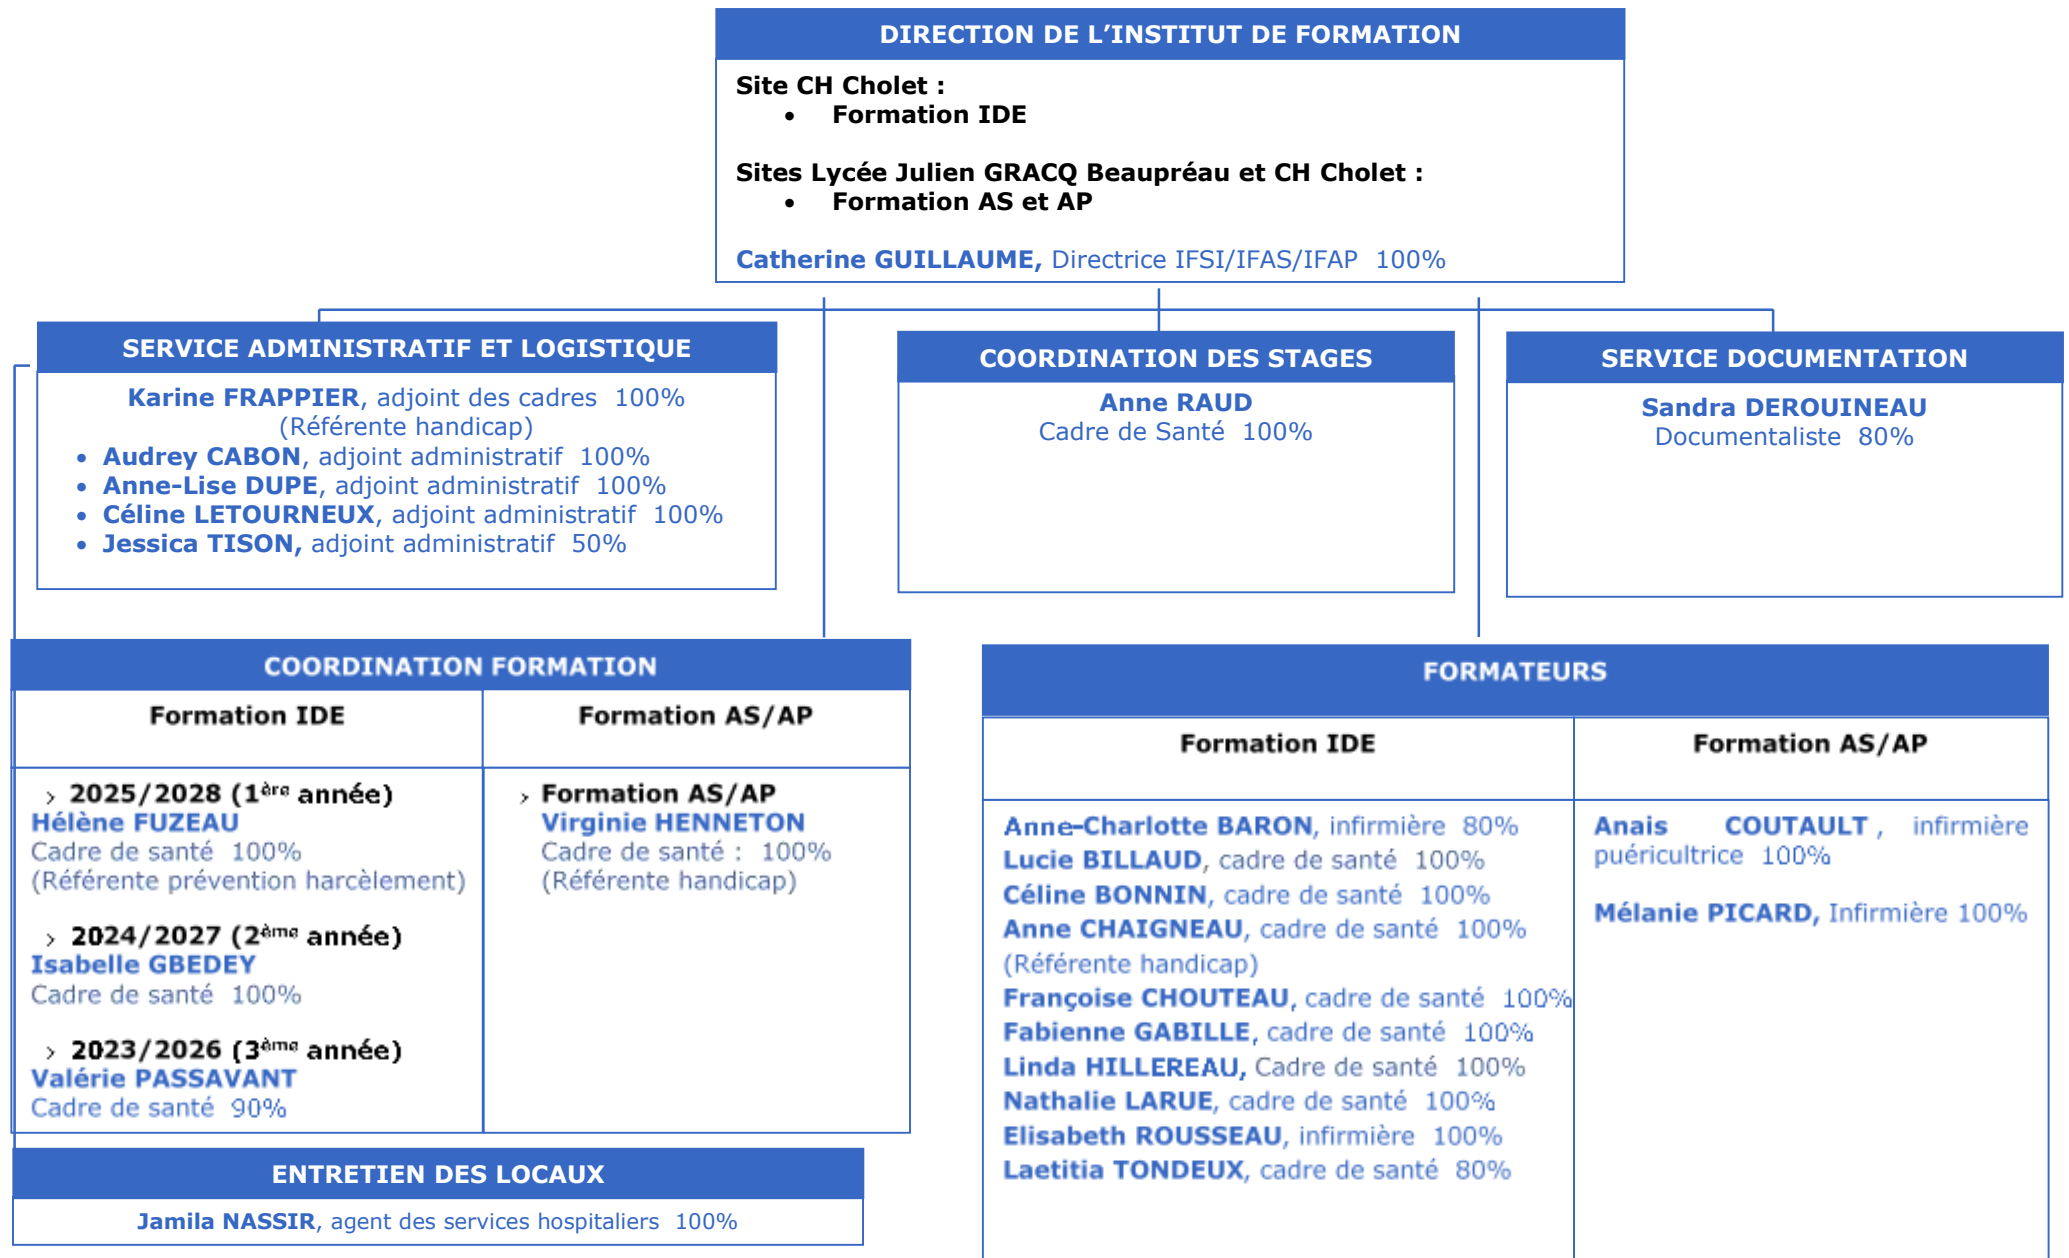 DIRECTION DE L’INSTITUT DE FORMATION
Site CH Cholet :
• Formation IDE
Sites Lycée Julien GRACQ Beaupréau et CH Cholet :
• Formation AS et AP
Catherine GUILLAUME, Directrice IFSI/IFAS/IFAP 100%
SERVICE ADMINISTRATIF ET LOGISTIQUE
Karine FRAPPIER, adjoint des cadres 100%
(Référente handicap)
• Audrey CABON, adjoint administratif 100%
• Anne-Lise DUPE, adjoint administratif 100%
• Céline LETOURNEUX, adjoint administratif 100%
• Jessica TISON, adjoint administratif 50%
COORDINATION DES STAGES
Anne RAUD
Cadre de Santé 100%
SERVICE DOCUMENTATION
Sandra DEROUINEAU
Documentaliste 80%
COORDINATION FORMATION
Formation IDE
> 2025/2028 (1ère année)
Hélène FUZEAU
Cadre de santé 100%
(Référente prévention harcèlement)
> 2024/2027 (2ème année)
Isabelle GBEDEY
Cadre de santé 100%
> 2023/2026 (3ème année)
Valérie PASSAVANT
Cadre de santé 90%
Formation AS/AP
> Formation AS/AP
Virginie HENNETON
Cadre de santé : 100%
(Référente handicap)
FORMATEURS
Formation IDE
Anne-Charlotte BARON, infirmière 80%
Lucie BILLAUD, cadre de santé 100%
Céline BONNIN, cadre de santé 100%
Anne CHAIGNEAU, cadre de santé 100%
(Référente handicap)
Françoise CHOUTEAU, cadre de santé 100%
Fabienne GABILLE, cadre de santé 100%
Linda HILLEREAU, Cadre de santé 100%
Nathalie LARUE, cadre de santé 100%
Elisabeth ROUSSEAU, infirmière 100%
Laetitia TONDEUX, cadre de santé 80%
Formation AS/AP
Anais COUTAULT , infirmière
puéricultrice 100%
Mélanie PICARD, Infirmière 100%
ENTRETIEN DES LOCAUX
Jamila NASSIR, agent des services hospitaliers 100%